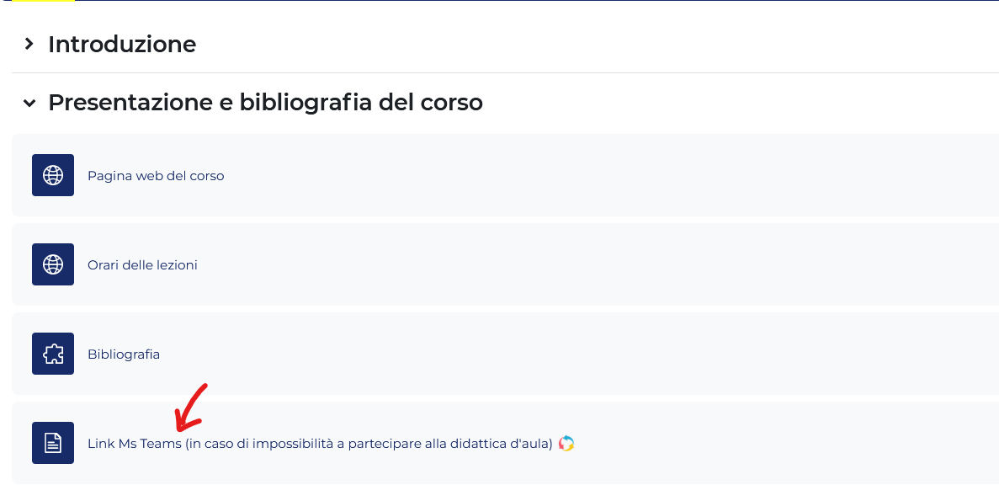 Introduzione
Presentazione e bibliografia del corso
Pagina web del corso
Orari delle lezioni
Bibliografia
Link Ms Teams (in caso di impossibilità a partecipare alla didattica d'aula)